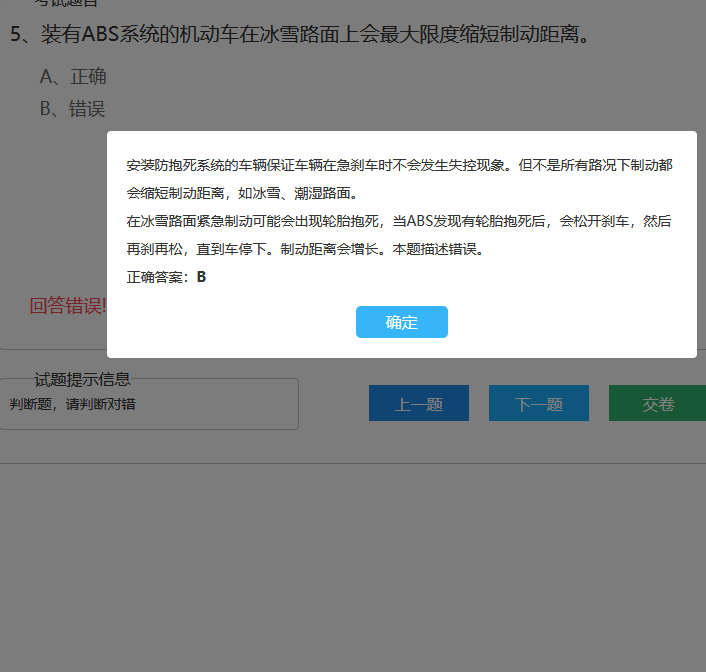 考试题目
5、装有ABS系统的机动车在冰雪路面上会最大限度缩短制动距离。
A、正确
B、错误
安装防抱死系统的车辆保证车辆在急刹车时不会发生失控现象。但不是所有路况下制动都
会缩短制动距离，如冰雪、潮湿路面。
在冰雪路面紧急制动可能会出现轮胎抱死，当ABS发现有轮胎抱死后，会松开刹车，然后
再刹再松，直到车停下。制动距离会增长。本题描述错误。
正确答案：B
确定
回答错误!
试题提示信息
判断题，请判断对错
上一题
下一题
交卷